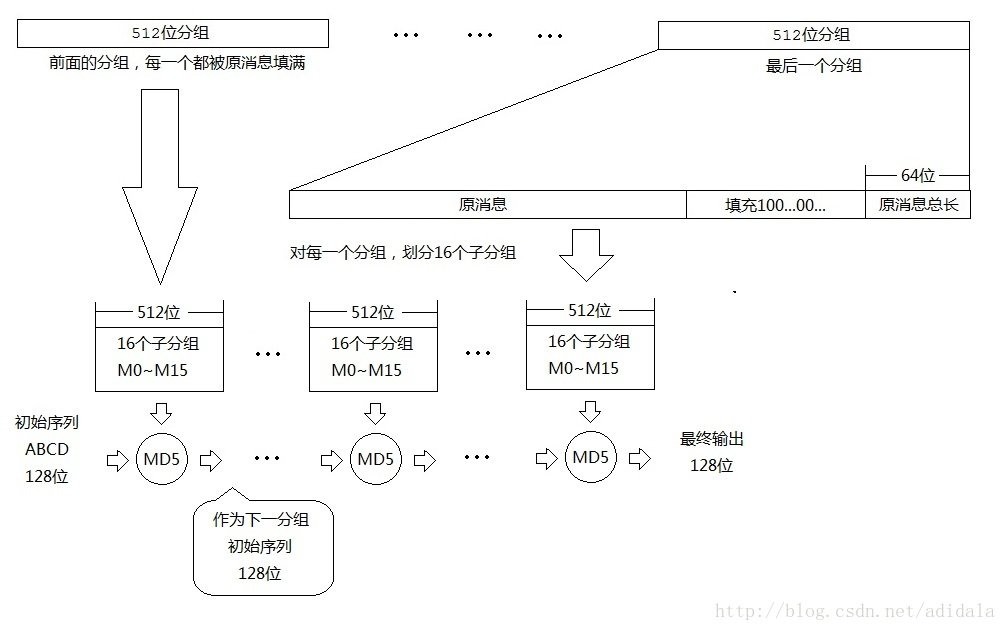 512位分组
••• ••• •••
512位分组
前面的分组，每一个都被原消息填满
最后一个分组
64位
原消息
填充100...00...
原消息总长
对每一个分组，划分16个子分组
512位
16个子分组
M0~M15
•••
512位
16个子分组
M0~M15
•••
512位
16个子分组
M0~M15
初始序列
ABCD
128位
MD5
•••
MD5
•••
MD5
最终输出
128位
作为下一分组
初始序列
128位
http://blog.csdn.net/adidala